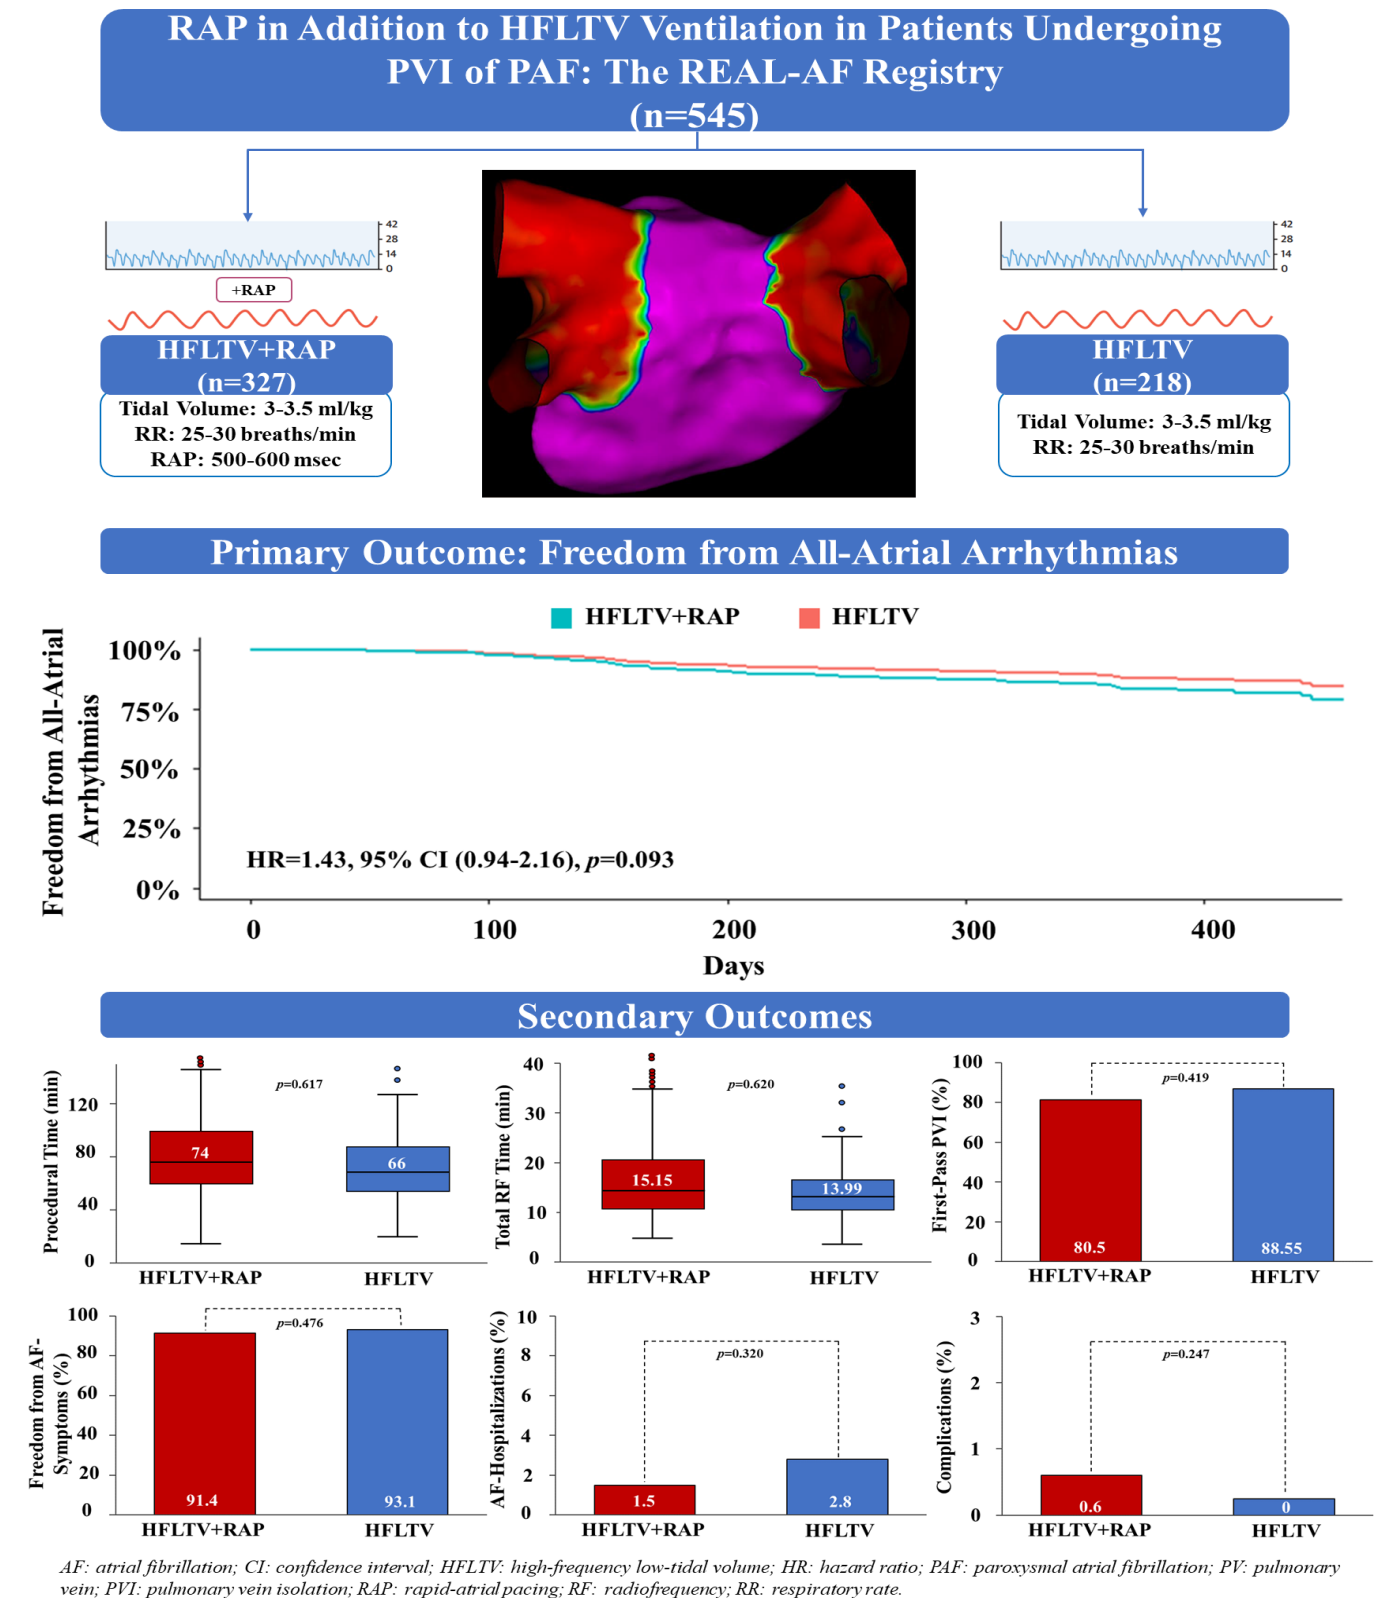 RAP in Addition to HFLTV Ventilation in Patients Undergoing
PVI of PAF: The REAL-AF Registry
(n=545)
42
28
14
0
+RAP
HFLTV+RAP
(n=327)
Tidal Volume: 3-3.5 ml/kg
RR: 25-30 breaths/min
RAP: 500-600 msec
42
28
14
0
HFLTV
(n=218)
Tidal Volume: 3-3.5 ml/kg
RR: 25-30 breaths/min
Primary Outcome: Freedom from All-Atrial Arrhythmias
HFLTV+RAP
HFLTV
Freedom from All-Atrial
Arrhythmias
100%
75%
50%
25%
0%
HR=1.43, 95% CI (0.94-2.16), p=0.093
0
100
200
300
400
Days
Secondary Outcomes
Procedural Time (min)
120
80
40
0
p=0.617
74
66
HFLTV+RAP
HFLTV
Total RF Time (min)
40
30
20
10
0
p=0.620
15.15
13.99
HFLTV+RAP
HFLTV
First-Pass PVI (%)
100
80
60
40
20
0
p=0.419
80.5
88.55
HFLTV+RAP
HFLTV
Freedom from AF-
Symptoms (%)
100
80
60
40
20
0
p=0.476
91.4
93.1
HFLTV+RAP
HFLTV
AF-Hospitalizations (%)
10
8
6
4
2
0
p=0.320
1.5
2.8
HFLTV+RAP
HFLTV
Complications (%)
3
2
1
0
p=0.247
0.6
0
HFLTV+RAP
HFLTV
AF: atrial fibrillation; CI: confidence interval; HFLTV: high-frequency low-tidal volume; HR: hazard ratio; PAF: paroxysmal atrial fibrillation; PV: pulmonary
vein; PVI: pulmonary vein isolation; RAP: rapid-atrial pacing; RF: radiofrequency; RR: respiratory rate.